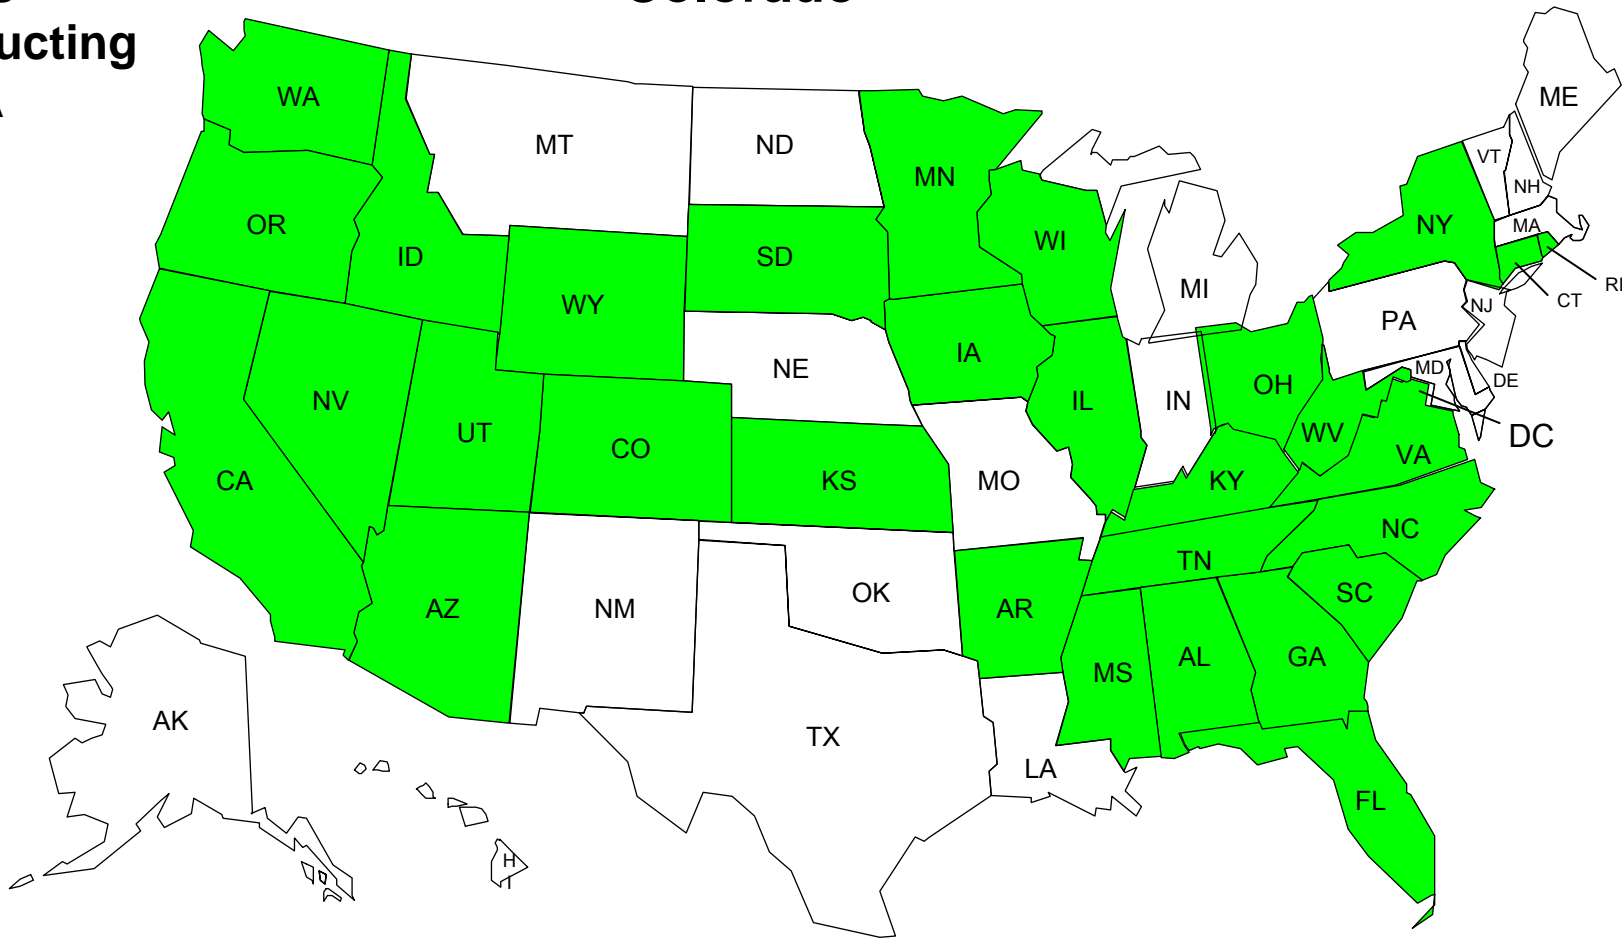 ucting
WA
ME
MT
ND
VT
MN
NH
OR
NY
MA
WI
ID
SD
RI
MI
CT
WY
NJ
PA
IA
NE
MD
DE
OH
NV
IL
IN
UT
WV
DC
CO
VA
CA
KS
MO
KY
NC
TN
OK
SC
AZ
NM
AR
AL
GA
MS
AK
TX
LA
FL
H
I